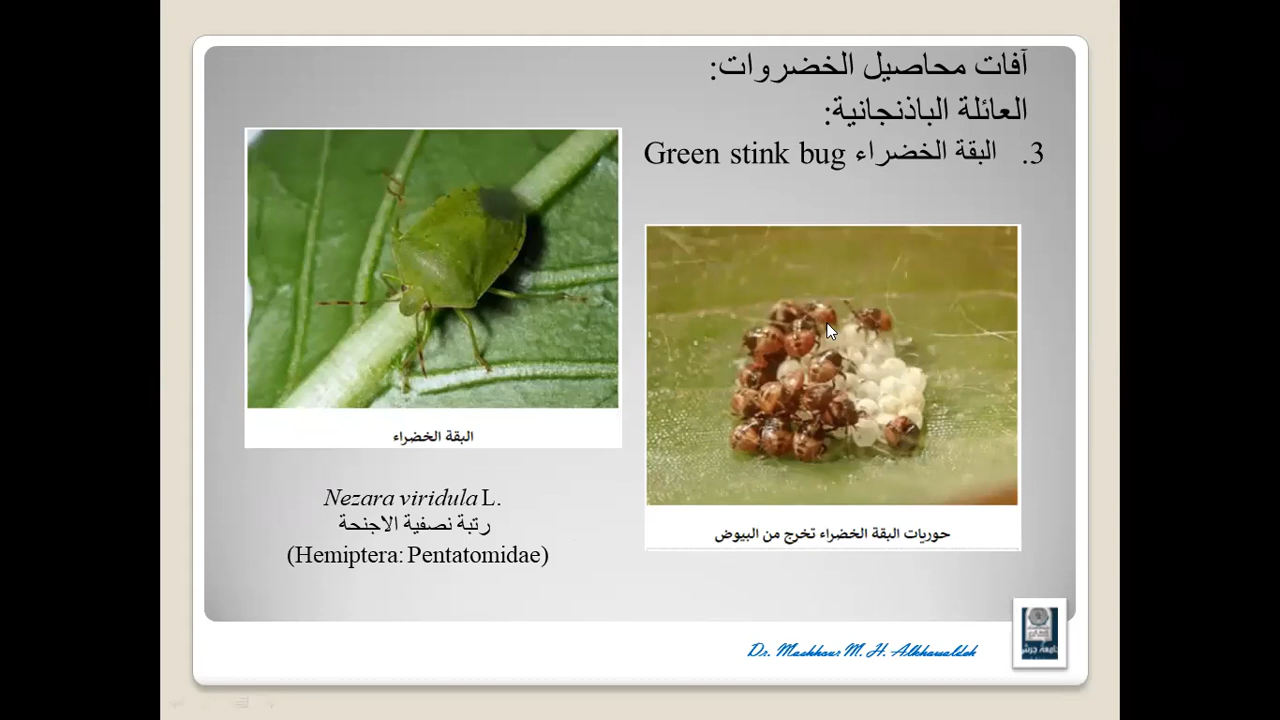 آفات محاصيل الخضروات:
العائلة الباذنجانية:
3. البقة الخضراء Green stink bug
البقة الخضراء
حوريات البقة الخضراء تخرج من البيوض
Nezara viridula L.
رتبة نصفية الاجنحة
(Hemiptera: Pentatomidae)
Dr. Mashhour M. H. Alkhawaldeh